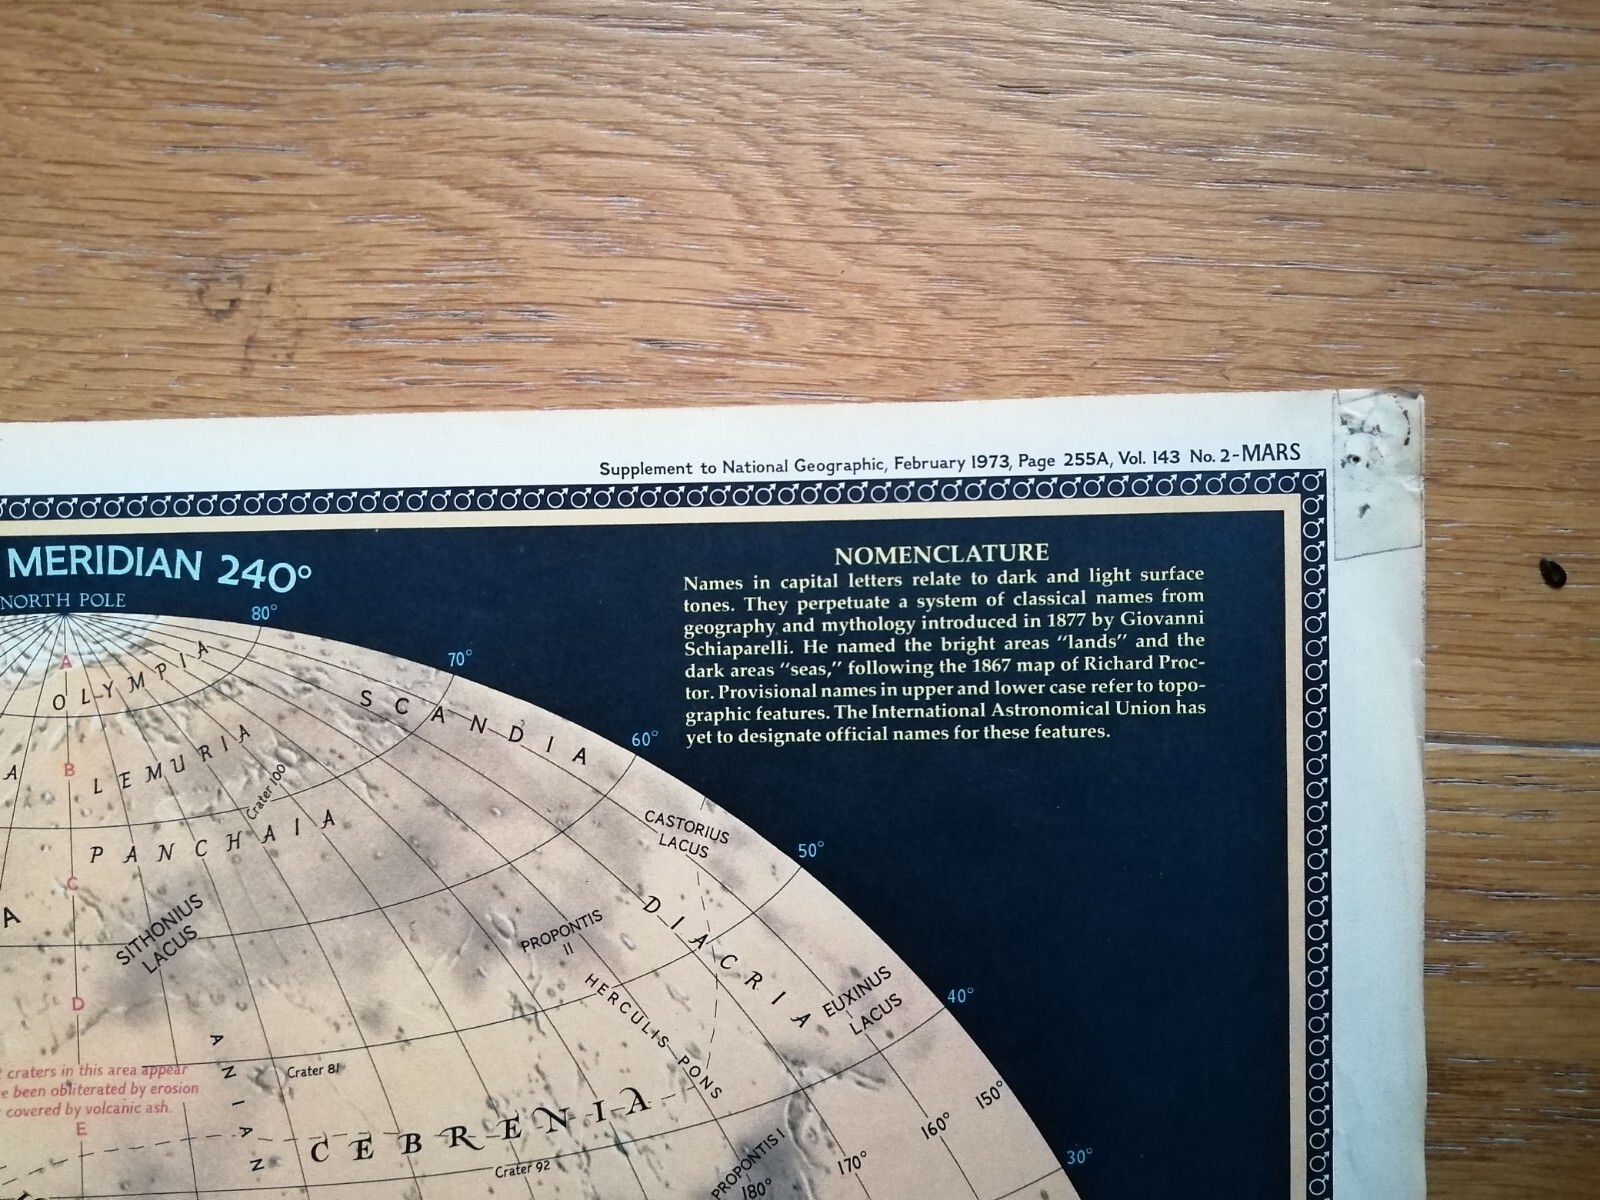 Supplement to National Geographic, February 1973, Page 255A, Vol. 143 No. 2-MARS
MERIDIAN 240°
NORTH POLE
80°
NOMENCLATURE
Names in capital letters relate to dark and light surface
tones. They perpetuate a system of classical names from
geography and mythology introduced in 1877 by Giovanni
Schiaparelli. He named the bright areas "lands" and the
dark areas "seas," following the 1867 map of Richard Proc-
tor. Provisional names in upper and lower case refer to topo-
graphic features. The International Astronomical Union has
yet to designate official names for these features.
70°
60°
50°
40°
30°
A
OLYMPIA
SCANDIA
A
B
LEMURIA
Crater 100
PANCHAIA
C
CASTORIUS
LACUS
A
SITHONIUS
LACUS
PROPONTIS
II
DIACRIA
HERCULIS PONS
EUXINUS
LACUS
D
ANIAN
craters in this area appear
been obliterated by erosion
covered by volcanic ash.
E
Crater 81
CEBRENIA
Crater 92
PROPONTIS I
150°
160°
170°
180°